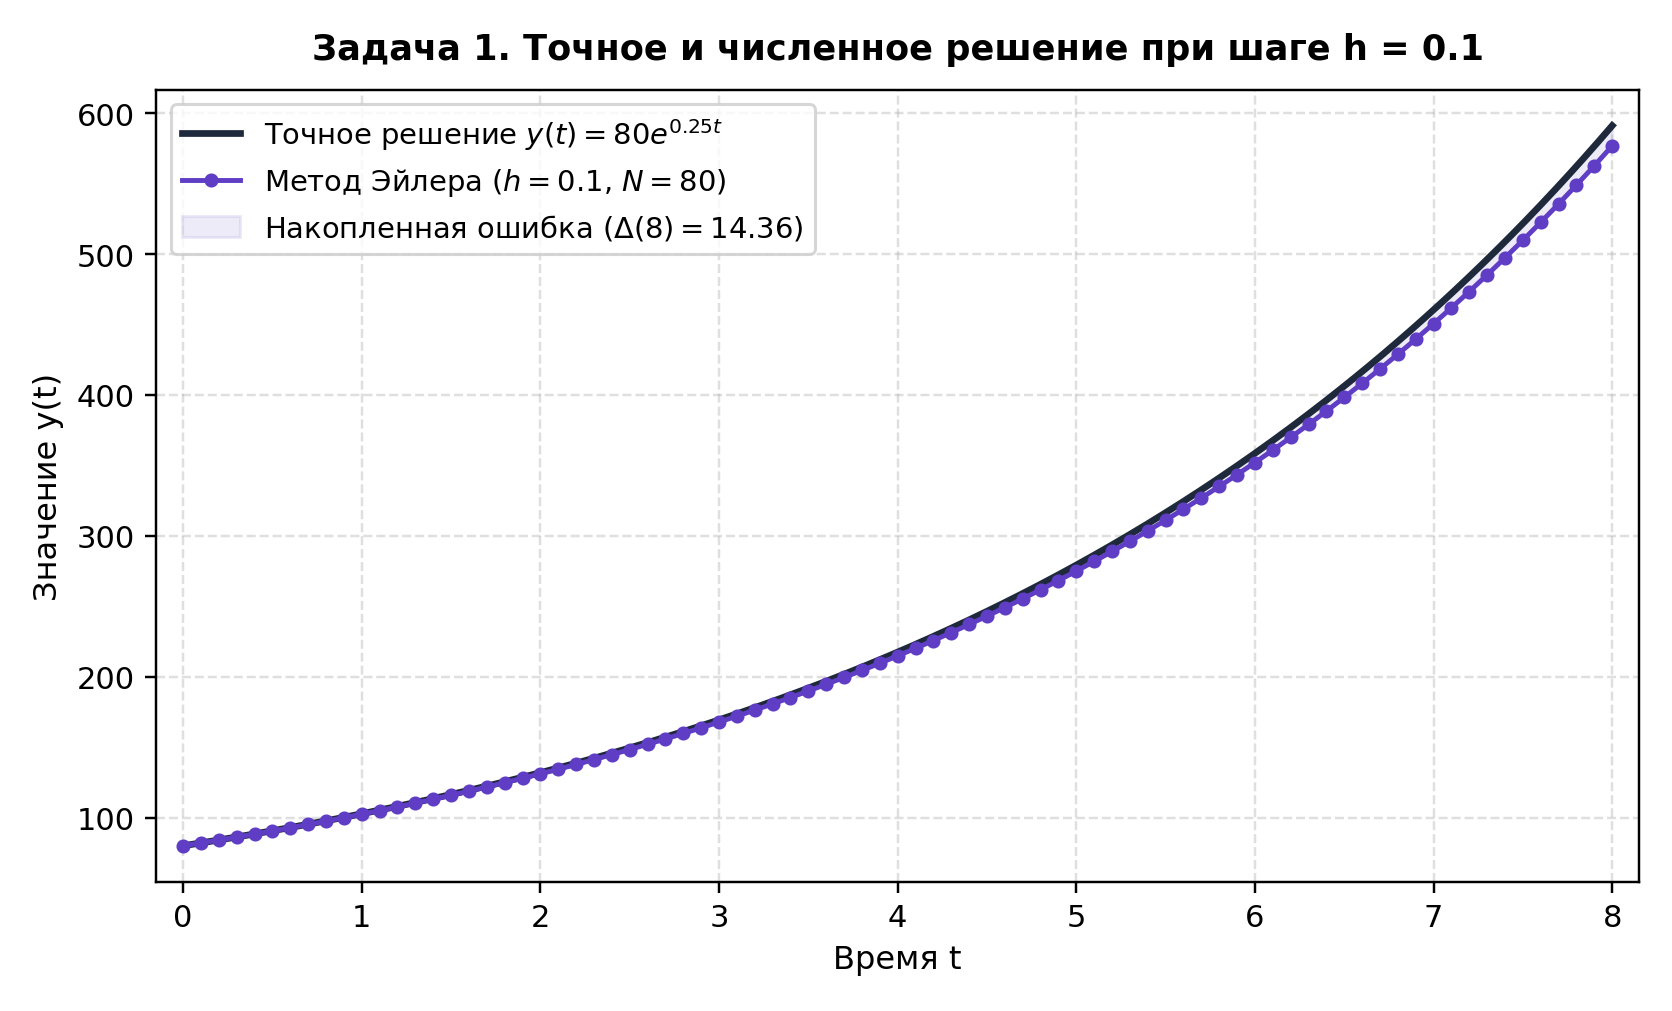 Задача 1. Точное и численное решение при шаге h = 0.1
Точное решение y(t) = 80e^{0.25t}
Метод Эйлера (h = 0.1, N = 80)
Накопленная ошибка (Δ(8) = 14.36)
Значение y(t)
600
500
400
300
200
100
0 1 2 3 4 5 6 7 8
Время t